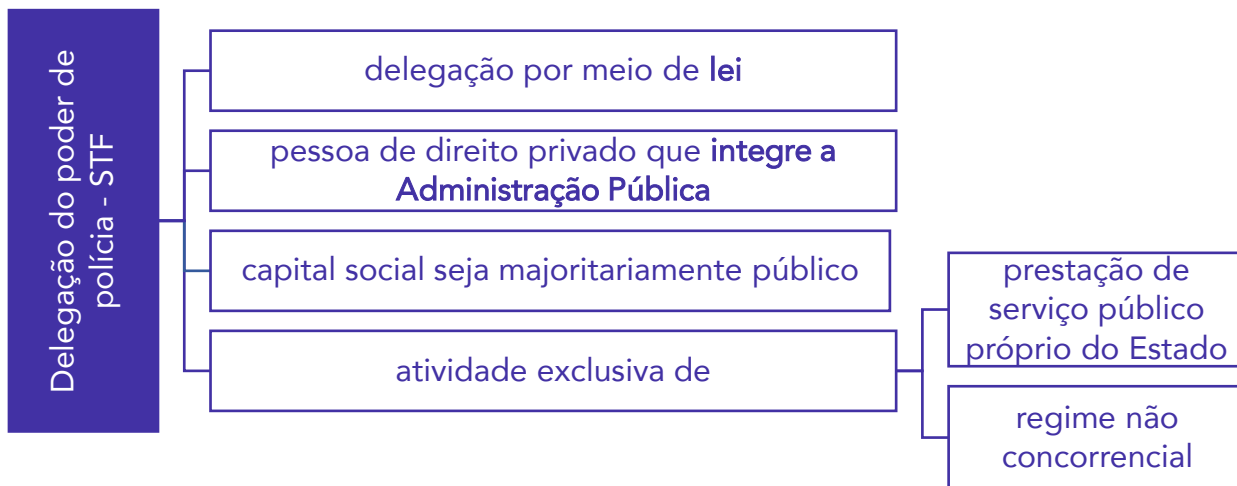 Delegação do poder de
polícia - STF
delegação por meio de lei
pessoa de direito privado que integre a
Administração Pública
capital social seja majoritariamente público
atividade exclusiva de
prestação de
serviço público
próprio do Estado
regime não
concorrencial